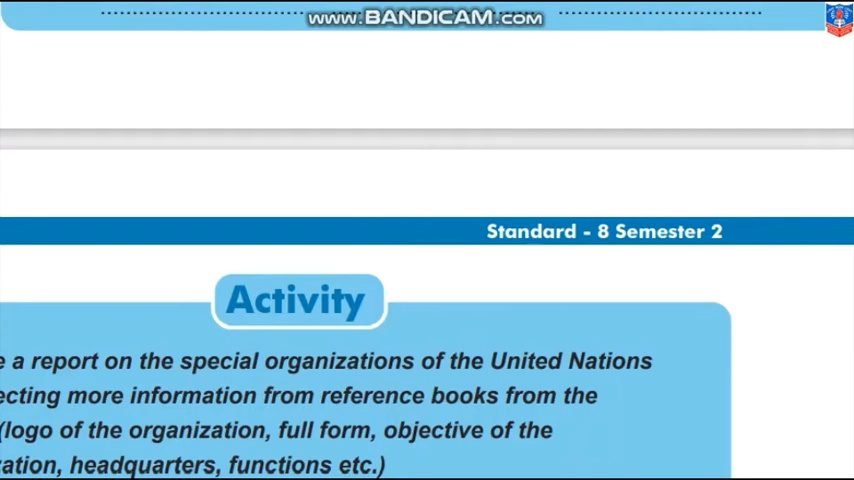 www.BANDICAM.com
Standard - 8 Semester 2
Activity
e a report on the special organizations of the United Nations
ecting more information from reference books from the
(logo of the organization, full form, objective of the
zation, headquarters, functions etc.)